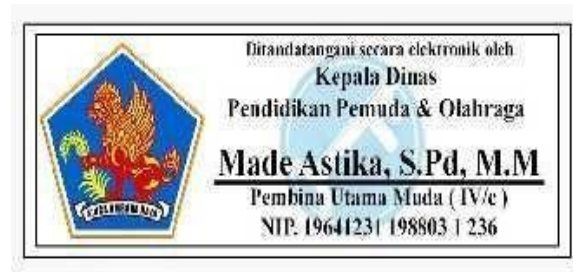 Ditandatangani secara elektronik oleh
Kepala Dinas
Pendidikan Pemuda & Olahraga
Made Astika, S.Pd, M.M
Pembina Utama Muda ( IV/c )
NIP. 19641231 198803 1 236